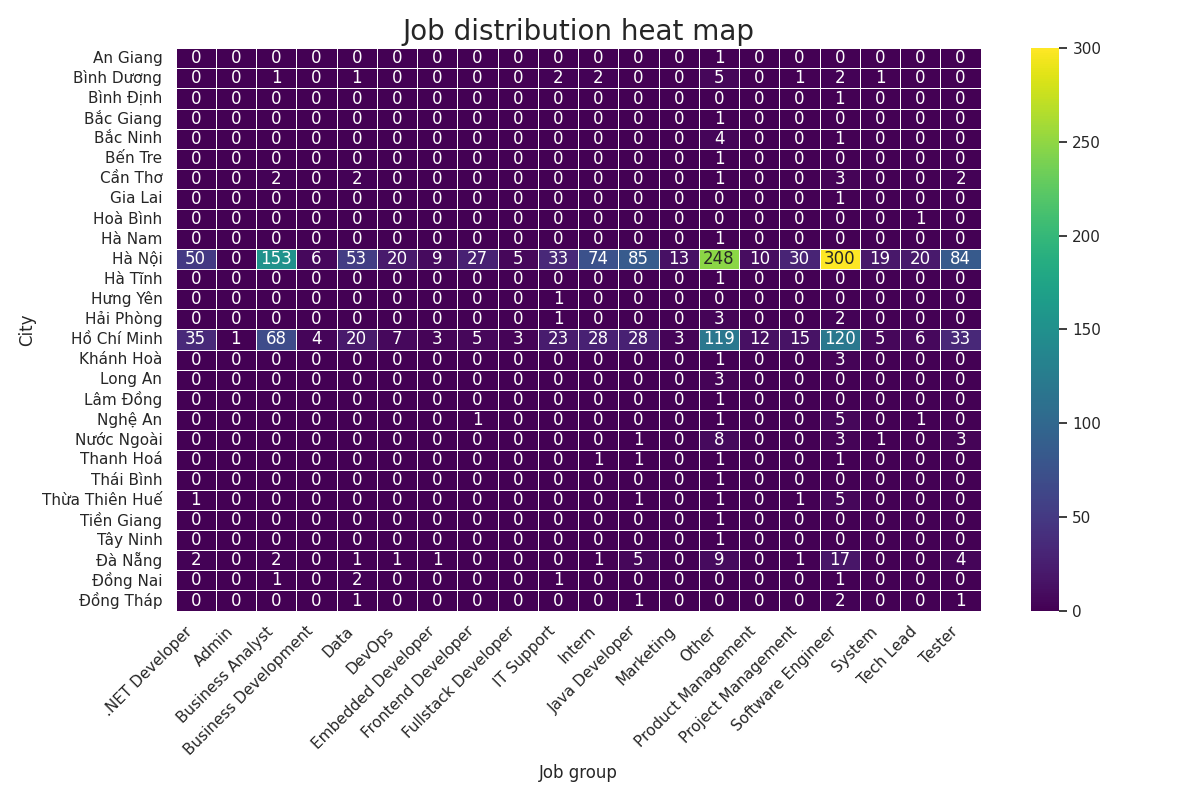 Job distribution heat map
City
An Giang 0 0 0 0 0 0 0 0 0 0 0 0 0 1 0 0 0 0 0 0
Bình Dương 0 0 1 0 1 0 0 0 0 2 2 0 0 5 0 1 2 1 0 0
Bình Định 0 0 0 0 0 0 0 0 0 0 0 0 0 0 0 0 1 0 0 0
Bắc Giang 0 0 0 0 0 0 0 0 0 0 0 0 0 1 0 0 0 0 0 0
Bắc Ninh 0 0 0 0 0 0 0 0 0 0 0 0 0 4 0 0 1 0 0 0
Bến Tre 0 0 0 0 0 0 0 0 0 0 0 0 0 1 0 0 0 0 0 0
Cần Thơ 0 0 2 0 2 0 0 0 0 0 0 0 0 1 0 0 3 0 0 2
Gia Lai 0 0 0 0 0 0 0 0 0 0 0 0 0 0 0 0 1 0 0 0
Hoà Bình 0 0 0 0 0 0 0 0 0 0 0 0 0 0 0 0 0 0 1 0
Hà Nam 0 0 0 0 0 0 0 0 0 0 0 0 0 1 0 0 0 0 0 0
Hà Nội 50 0 153 6 53 20 9 27 5 33 74 85 13 248 10 30 300 19 20 84
Hà Tĩnh 0 0 0 0 0 0 0 0 0 0 0 0 0 1 0 0 0 0 0 0
Hưng Yên 0 0 0 0 0 0 0 0 0 1 0 0 0 0 0 0 0 0 0 0
Hải Phòng 0 0 0 0 0 0 0 0 0 1 0 0 0 3 0 0 2 0 0 0
Hồ Chí Minh 35 1 68 4 20 7 3 5 3 23 28 28 3 119 12 15 120 5 6 33
Khánh Hoà 0 0 0 0 0 0 0 0 0 0 0 0 0 1 0 0 3 0 0 0
Long An 0 0 0 0 0 0 0 0 0 0 0 0 0 3 0 0 0 0 0 0
Lâm Đồng 0 0 0 0 0 0 0 0 0 0 0 0 0 1 0 0 0 0 0 0
Nghệ An 0 0 0 0 0 0 0 1 0 0 0 0 0 1 0 0 5 0 1 0
Nước Ngoài 0 0 0 0 0 0 0 0 0 0 0 1 0 8 0 0 3 1 0 3
Thanh Hoá 0 0 0 0 0 0 0 0 0 0 1 1 0 1 0 0 1 0 0 0
Thái Bình 0 0 0 0 0 0 0 0 0 0 0 0 0 1 0 0 0 0 0 0
Thừa Thiên Huế 1 0 0 0 0 0 0 0 0 0 0 1 0 1 0 1 5 0 0 0
Tiền Giang 0 0 0 0 0 0 0 0 0 0 0 0 0 1 0 0 0 0 0 0
Tây Ninh 0 0 0 0 0 0 0 0 0 0 0 0 0 1 0 0 0 0 0 0
Đà Nẵng 2 0 2 0 1 1 1 0 0 0 1 5 0 9 0 1 17 0 0 4
Đồng Nai 0 0 1 0 2 0 0 0 0 1 0 0 0 0 0 0 1 0 0 0
Đồng Tháp 0 0 0 0 1 0 0 0 0 0 0 1 0 0 0 0 2 0 0 1
.NET Developer
Admin
Business Analyst
Business Development
Data
DevOps
Embedded Developer
Frontend Developer
Fullstack Developer
IT Support
Intern
Java Developer
Marketing
Other
Product Management
Project Management
Software Engineer
System
Tech Lead
Tester
Job group
300
250
200
150
100
50
0